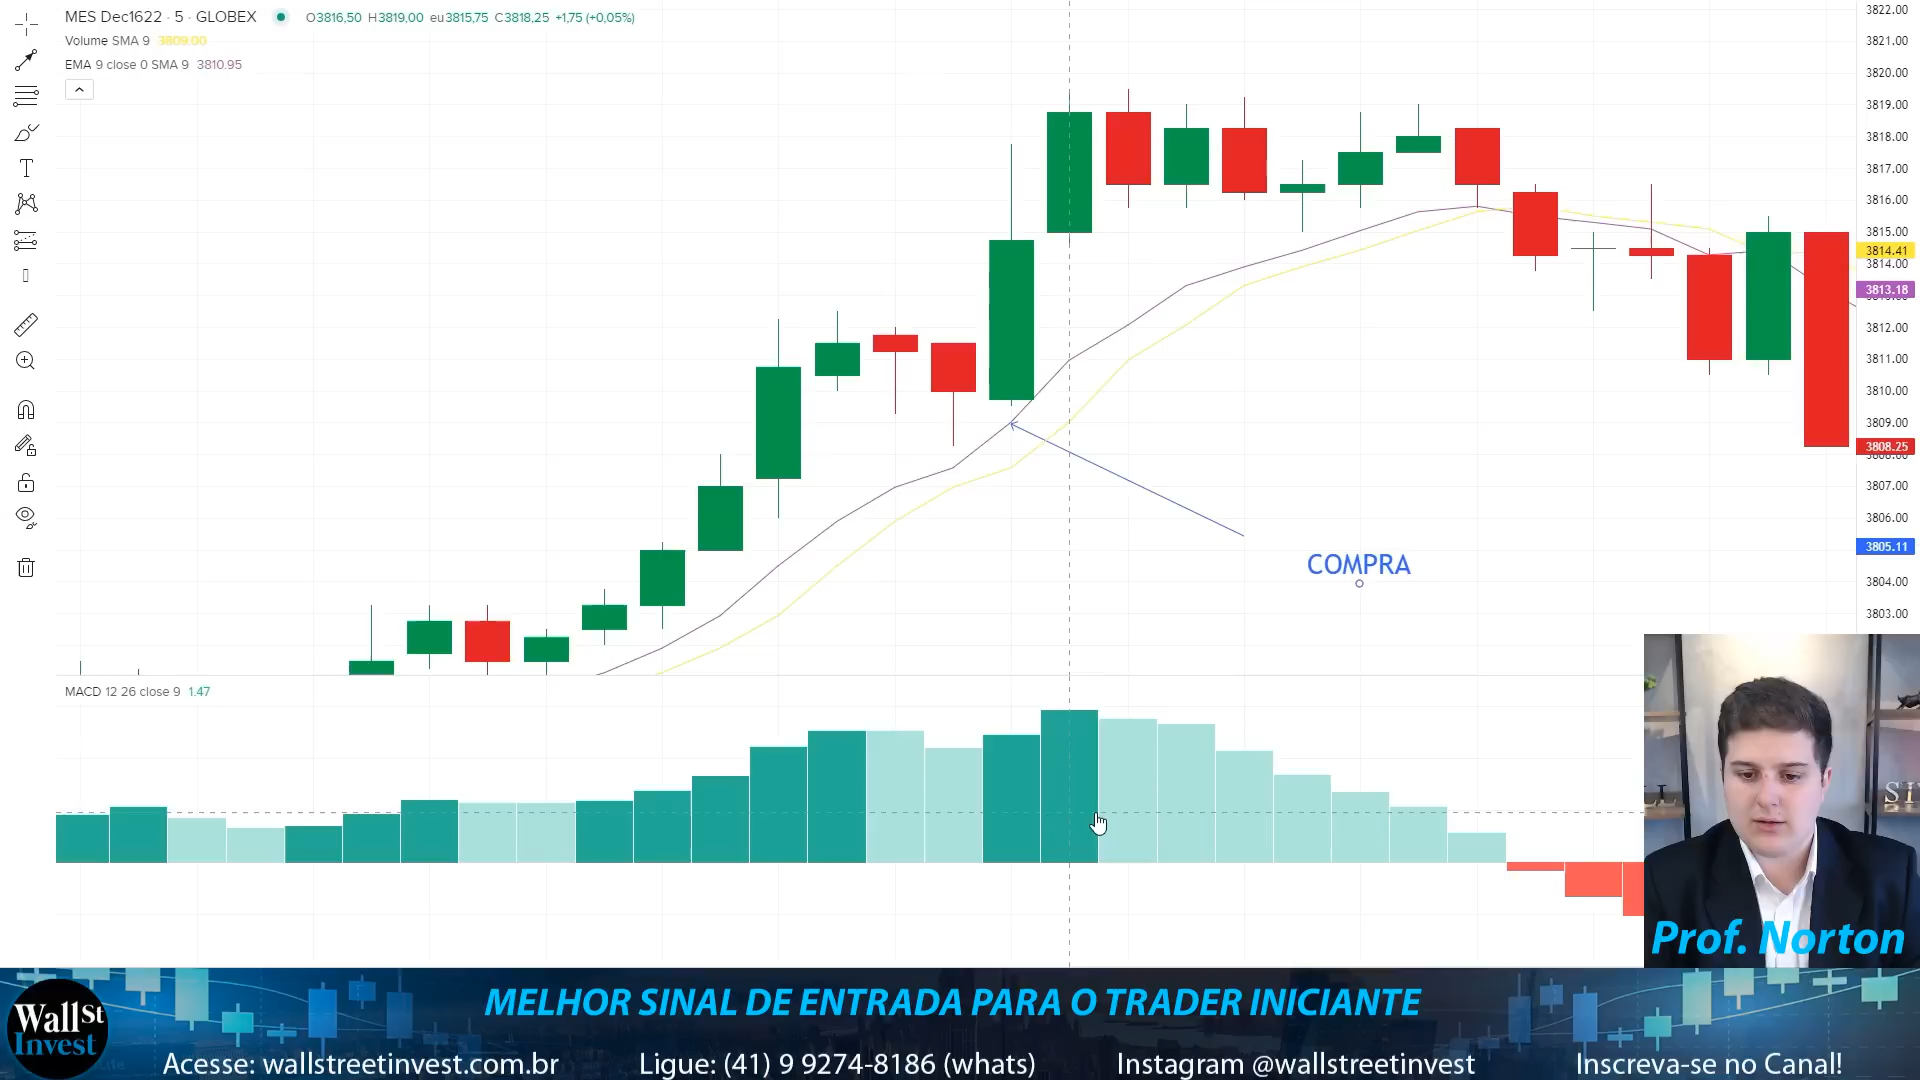 MES Dec1622 · 5 · GLOBEX O3816,50 H3819,00 eu3815,75 C3818,25 +1,75 (+0,05%)
Volume SMA 9 3809.00
EMA 9 close 0 SMA 9 3810.95
3822.00
3821.00
3820.00
3819.00
3818.00
3817.00
3816.00
3815.00
3814.41
3814.00
3813.18
3812.00
3811.00
3810.00
3809.00
3808.25
3807.00
3806.00
3805.11
3804.00
3803.00
COMPRA
MACD 12 26 close 9 1.47
Prof. Norton
WallSt
Invest
MELHOR SINAL DE ENTRADA PARA O TRADER INICIANTE
Acesse: wallstreetinvest.com.br Ligue: (41) 9 9274-8186 (whats) Instagram @wallstreetinvest Inscreva-se no Canal!